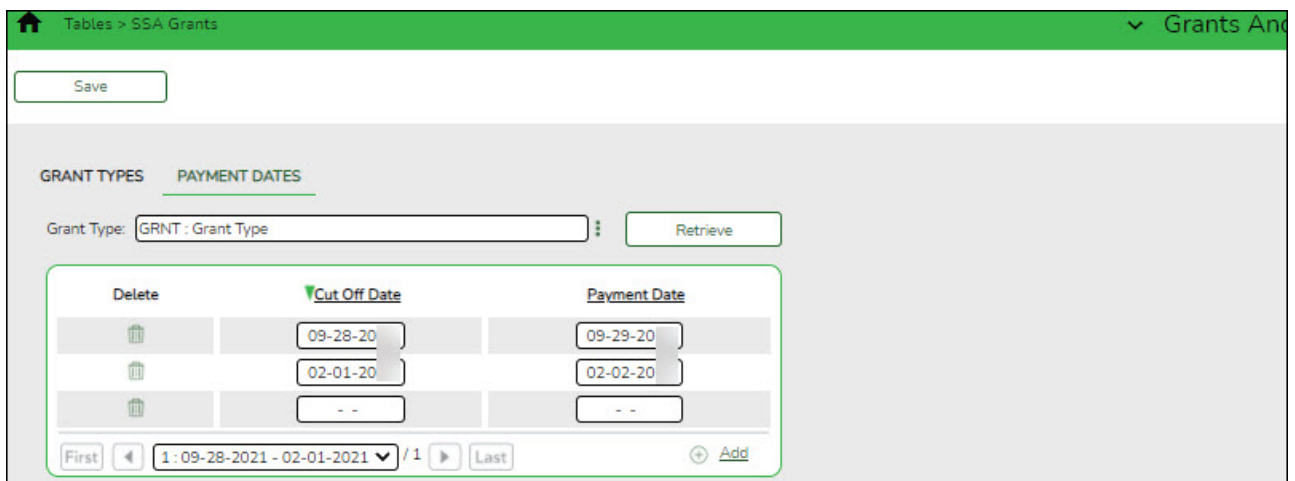 Tables > SSA Grants
Grants And
Save
GRANT TYPES PAYMENT DATES
Grant Type: GRNT : Grant Type Retrieve
Delete Cut Off Date Payment Date
09-28-20 09-29-20
02-01-20 02-02-20
- - - -
First 1 : 09-28-2021 - 02-01-2021 / 1 Last Add